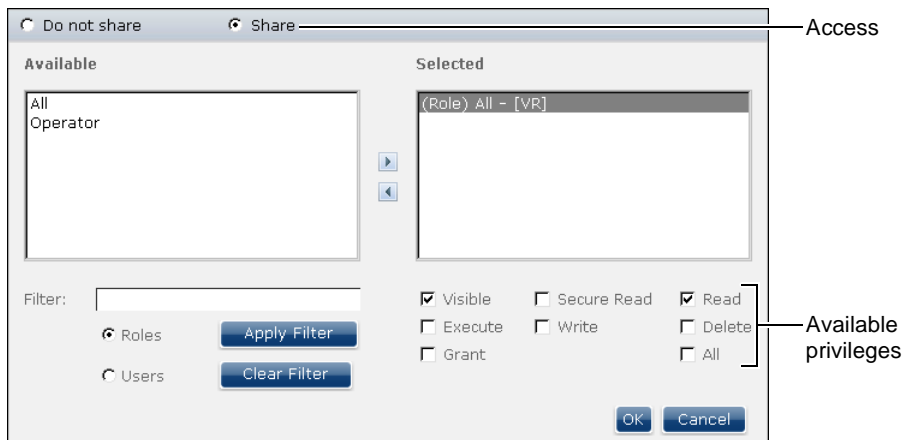 Do not share
Share
Access
Available
Selected
All
Operator
(Role) All - [VR]
Filter:
Roles
Apply Filter
Users
Clear Filter
Visible
Secure Read
Read
Execute
Write
Delete
Grant
All
Available
privileges
OK
Cancel